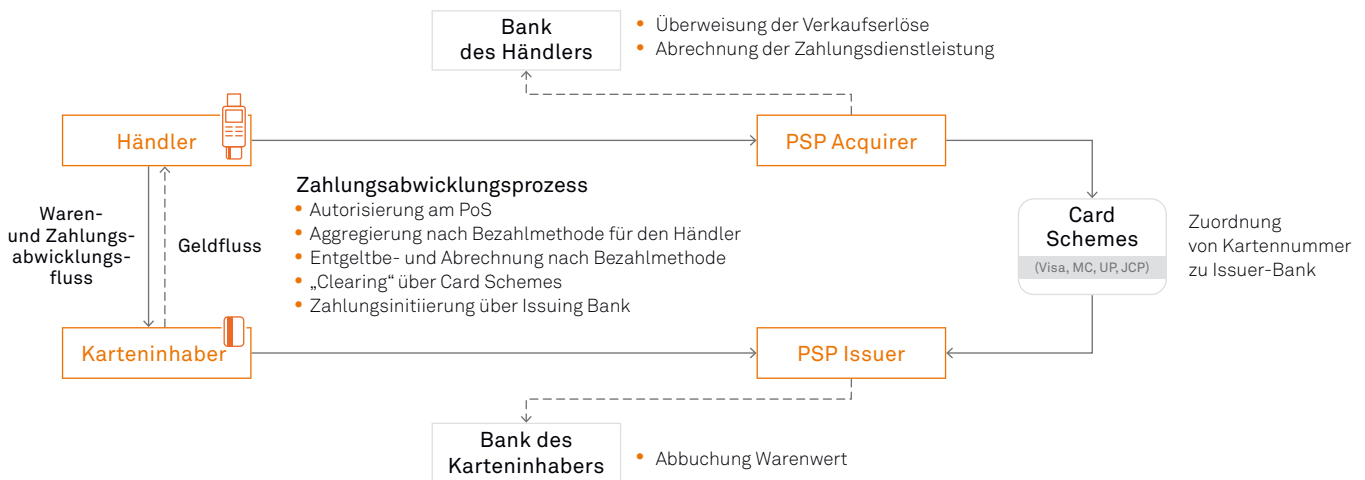 Bank
des Händlers
• Überweisung der Verkaufserlöse
• Abrechnung der Zahlungsdienstleistung
Händler
PSP Acquirer
Waren-
und Zahlungs-
abwicklungs-
fluss
Geldfluss
Zahlungsabwicklungsprozess
• Autorisierung am PoS
• Aggregierung nach Bezahlmethode für den Händler
• Entgeltbe- und Abrechnung nach Bezahlmethode
• „Clearing“ über Card Schemes
• Zahlungsinitiierung über Issuing Bank
Card
Schemes
(Visa, MC, UP, JCP)
Zuordnung
von Kartennummer
zu Issuer-Bank
Karteninhaber
PSP Issuer
Bank des
Karteninhabers
• Abbuchung Warenwert